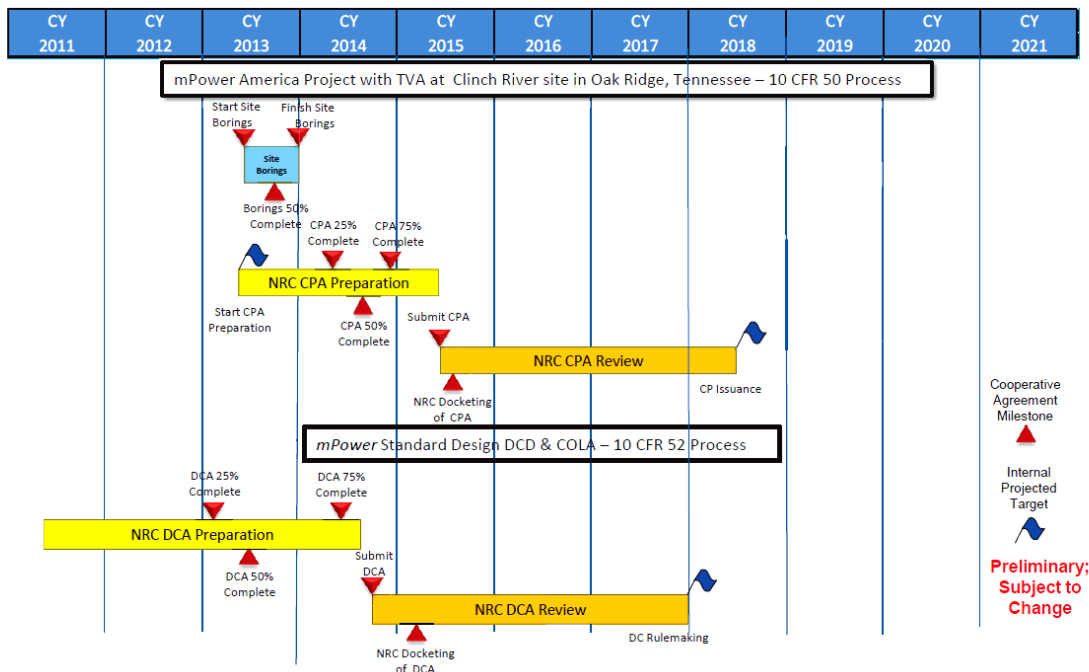 CY CY CY CY CY CY CY CY CY CY CY
2011 2012 2013 2014 2015 2016 2017 2018 2019 2020 2021
mPower America Project with TVA at Clinch River site in Oak Ridge, Tennessee – 10 CFR 50 Process
Start Site
Borings
Finish Site
Borings
Site
Borings
Borings 50%
Complete
CPA 25%
Complete
CPA 75%
Complete
NRC CPA Preparation
Start CPA
Preparation
CPA 50%
Complete
Submit CPA
NRC CPA Review
NRC Docketing
of CPA
CP Issuance
Cooperative
Agreement
Milestone
mPower Standard Design DCD & COLA – 10 CFR 52 Process
DCA 25%
Complete
DCA 75%
Complete
Internal
Projected
Target
NRC DCA Preparation
DCA 50%
Complete
Submit
DCA
NRC DCA Review
NRC Docketing
of DCA
DC Rulemaking
Preliminary;
Subject to
Change